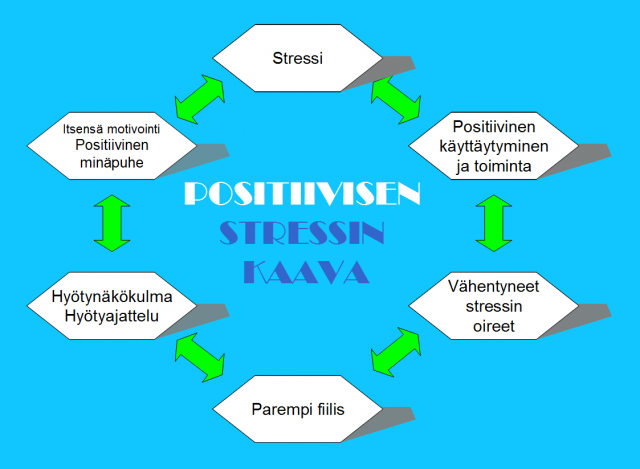 Stressi
Itsensä motivointi
Positiivinen
minäpuhe
Positiivinen
käyttäytyminen
ja toiminta
POSITIIVISEN
STRESSIN
KAAVA
Hyötynäkökulma
Hyötyajattelu
Vähentyneet
stressin
oireet
Parempi fiilis